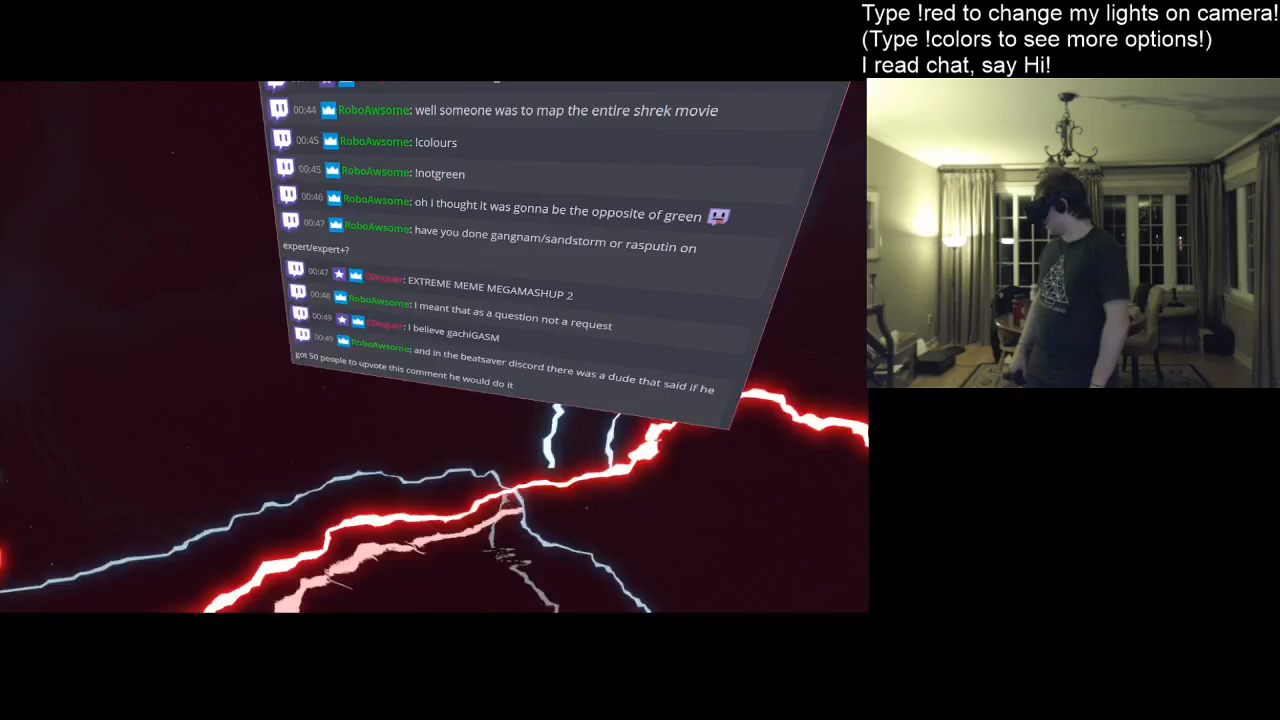 Type !red to change my lights on camera!
(Type !colors to see more options!)
I read chat, say Hi!
00:44 RoboAwsome: well someone was to map the entire shrek movie
00:45 RoboAwsome: !colours
00:45 RoboAwsome: !notgreen
00:46 RoboAwsome: oh I thought it was gonna be the opposite of green
00:47 RoboAwsome: have you done gangnam/sandstorm or rasputin on
expert/expert+?
00:47 C0nquer: EXTREME MEME MEGAMASHUP 2
00:48 RoboAwsome: I meant that as a question not a request
00:49 C0nquer: I believe gachiGASM
00:49 RoboAwsome: and in the beatsaver discord there was a dude that said if he
got 50 people to upvote this comment he would do it